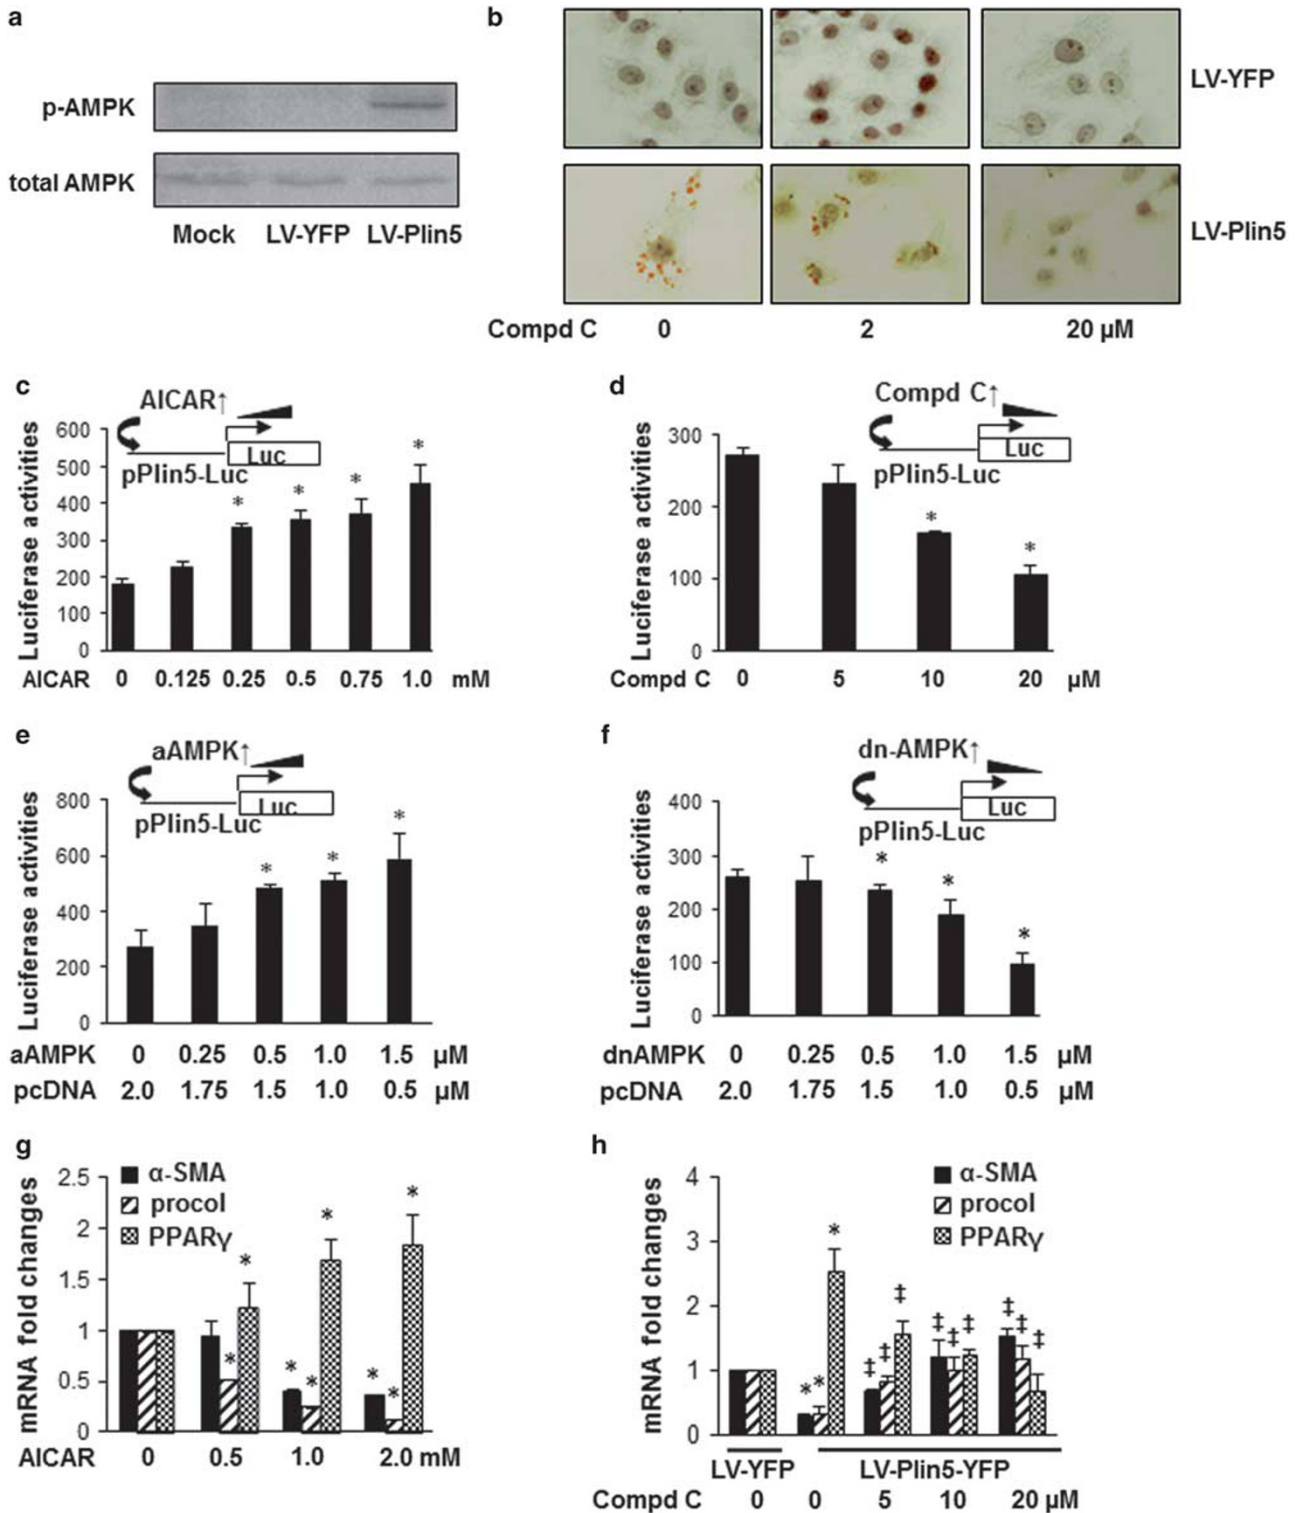 a
p-AMPK
total AMPK
Mock LV-YFP LV-Plin5
b
LV-YFP
LV-Plin5
Compd C 0 2 20 µM
c
AICAR↑
Luc
pPlin5-Luc
Luciferase activities
600
500
400
300
200
100
0
* * * *
AICAR 0 0.125 0.25 0.5 0.75 1.0 mM
d
Compd C↑
Luc
pPlin5-Luc
Luciferase activities
300
200
100
0
* *
Compd C 0 5 10 20 µM
e
aAMPK↑
Luc
pPlin5-Luc
Luciferase activities
800
600
400
200
0
* * *
aAMPK 0 0.25 0.5 1.0 1.5 µM
pcDNA 2.0 1.75 1.5 1.0 0.5 µM
f
dn-AMPK↑
Luc
pPlin5-Luc
Luciferase activities
400
300
200
100
0
* * *
dnAMPK 0 0.25 0.5 1.0 1.5 µM
pcDNA 2.0 1.75 1.5 1.0 0.5 µM
g
α-SMA
procol
PPARγ
mRNA fold changes
2.5
2
1.5
1
0.5
0
* * * * * * * *
AICAR 0 0.5 1.0 2.0 mM
h
α-SMA
procol
PPARγ
mRNA fold changes
4
3
2
1
0
* * * ‡ ‡ ‡ ‡ ‡ ‡ ‡ ‡ ‡
LV-YFP LV-Plin5-YFP
Compd C 0 0 5 10 20 µM